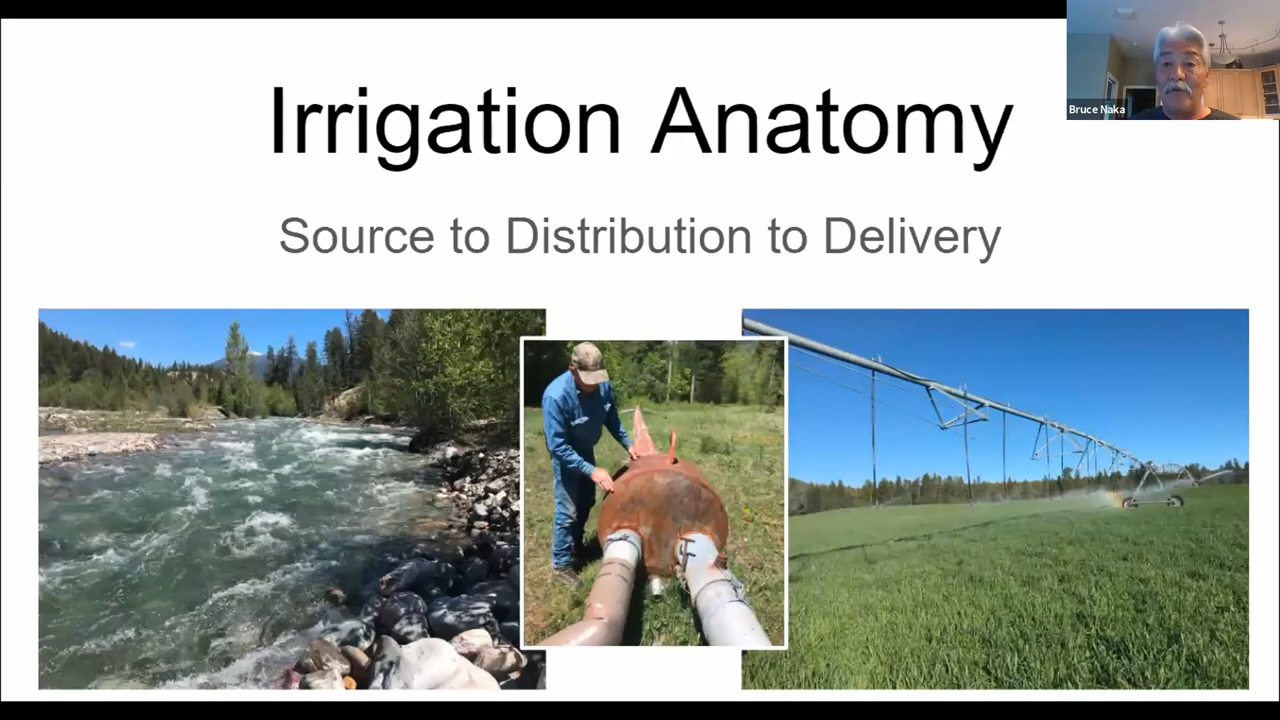 Irrigation Anatomy
Source to Distribution to Delivery
Bruce Naka